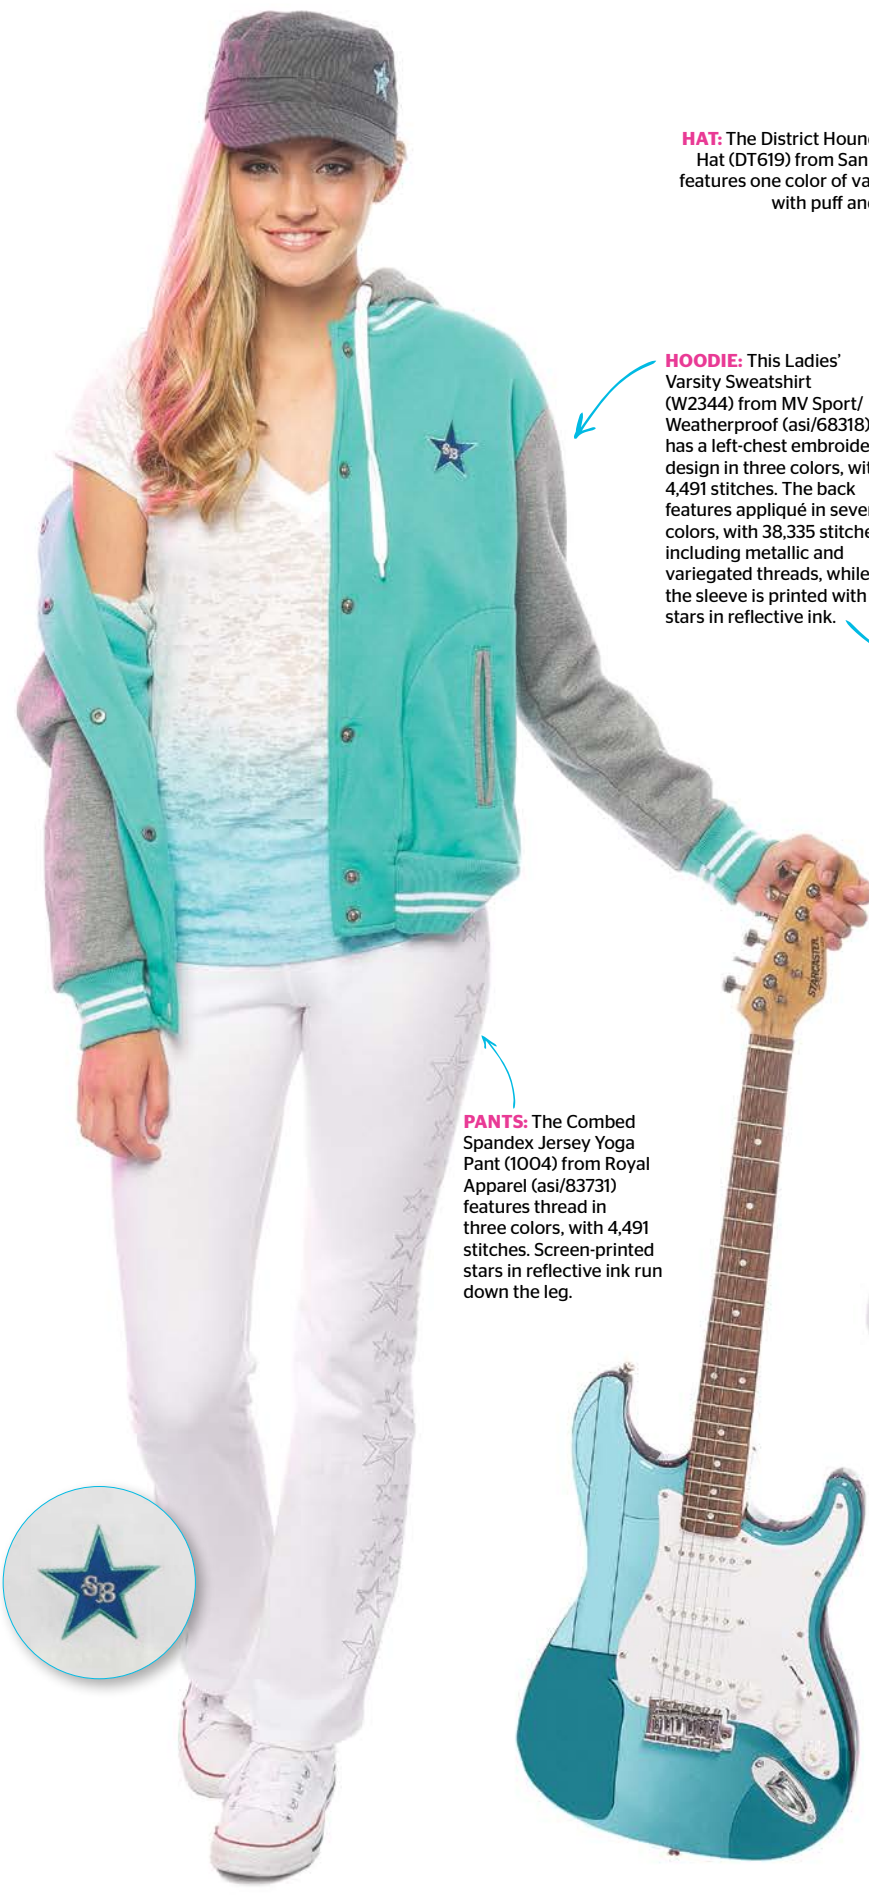 HAT: The District Houn
Hat (DT619) from San
features one color of va
with puff an
HOODIE: This Ladies’
Varsity Sweatshirt
(W2344) from MV Sport/
Weatherproof (asi/68318)
has a left-chest embroide
design in three colors, wit
4,491 stitches. The back
features appliqué in seve
colors, with 38,335 stitche
including metallic and
variegated threads, while
the sleeve is printed with
stars in reflective ink.
SB
STARCASTER
PANTS: The Combed
Spandex Jersey Yoga
Pant (1004) from Royal
Apparel (asi/83731)
features thread in
three colors, with 4,491
stitches. Screen-printed
stars in reflective ink run
down the leg.
SB